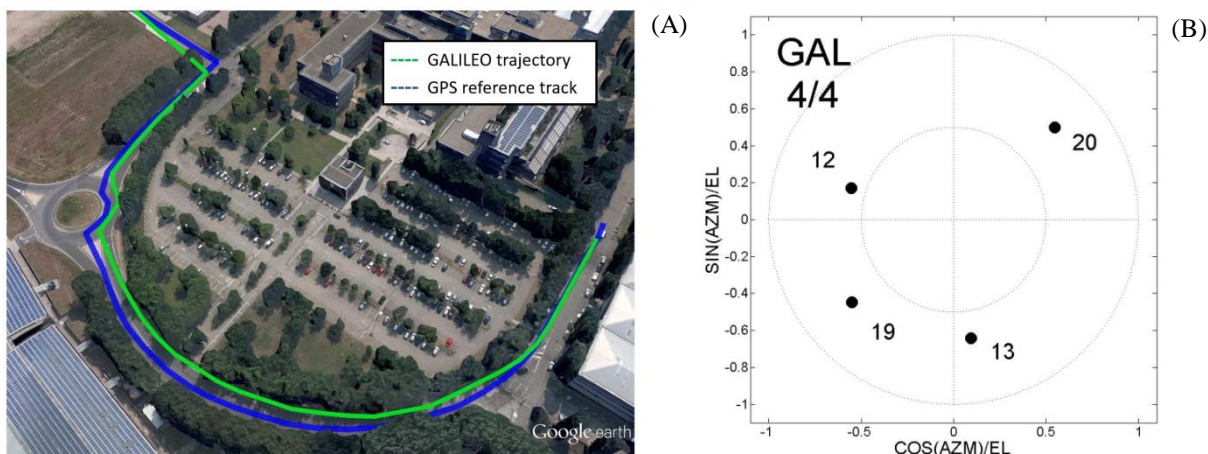 GALILEO trajectory
GPS reference track
Google earth
(A)
GAL
4/4
12
20
19
13
1
0.8
0.6
0.4
0.2
0
-0.2
-0.4
-0.6
-0.8
-1
-1
-0.5
0
0.5
1
SIN(AZM)/EL
COS(AZM)/EL
(B)